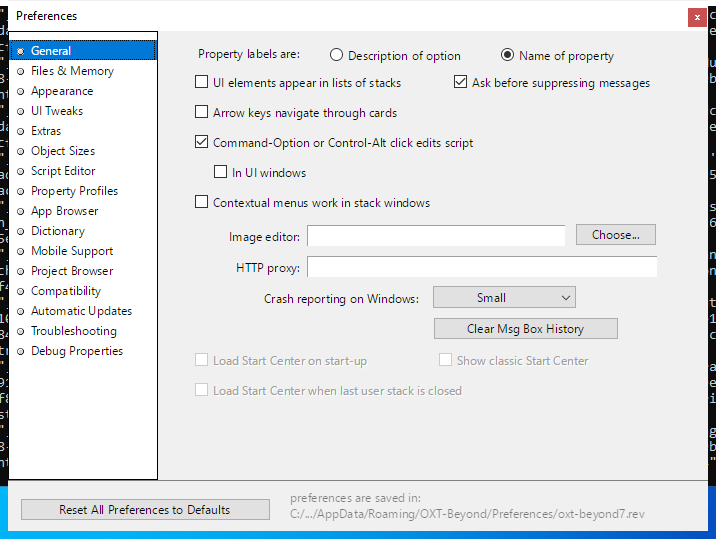 Preferences
x
General
Files & Memory
Appearance
UI Tweaks
Extras
Object Sizes
Script Editor
Property Profiles
App Browser
Dictionary
Mobile Support
Project Browser
Compatibility
Automatic Updates
Troubleshooting
Debug Properties
Property labels are: Description of option Name of property
UI elements appear in lists of stacks Ask before suppressing messages
Arrow keys navigate through cards
Command-Option or Control-Alt click edits script
In UI windows
Contextual menus work in stack windows
Image editor: Choose...
HTTP proxy:
Crash reporting on Windows: Small
Clear Msg Box History
Load Start Center on start-up Show classic Start Center
Load Start Center when last user stack is closed
Reset All Preferences to Defaults
preferences are saved in:
C:/.../AppData/Roaming/OXT-Beyond/Preferences/oxt-beyond7.rev